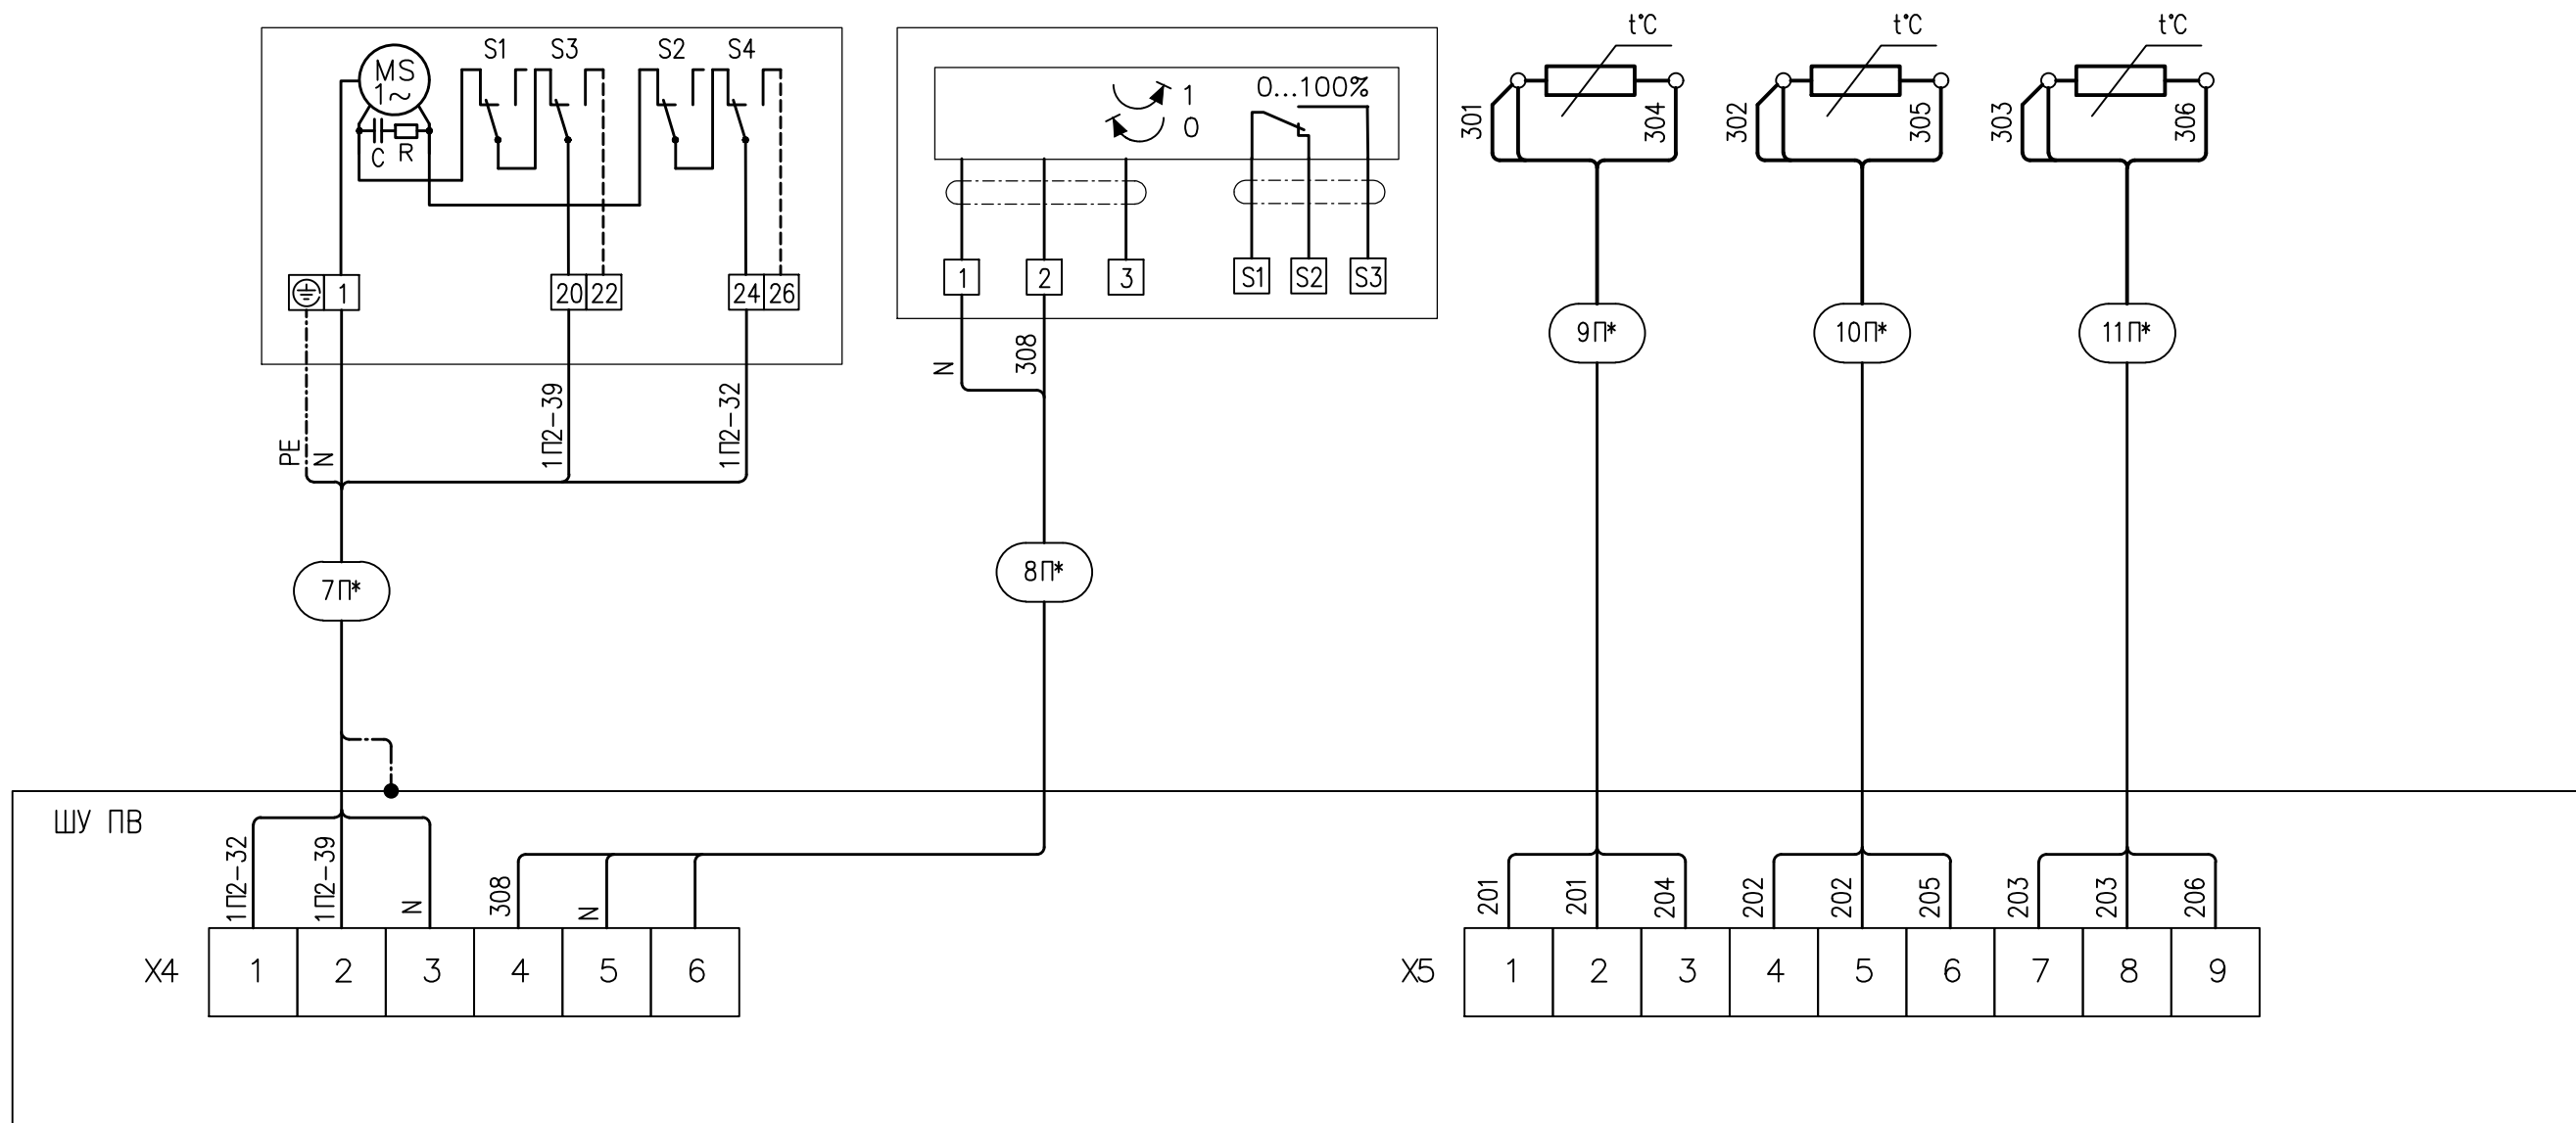 S1 S3 S2 S4
MS
1~
C R
1 20 22 24 26
PE N 1П2-39 1П2-32
7П*
0...100%
1
0
1 2 3 S1 S2 S3
N 308
8П*
t°C t°C t°C
301 304 302 305 303 306
9П* 10П* 11П*
ШУ ПВ
1П2-32 1П2-39 N 308 N
201 201 204 202 202 205 203 203 206
X4 1 2 3 4 5 6
X5 1 2 3 4 5 6 7 8 9